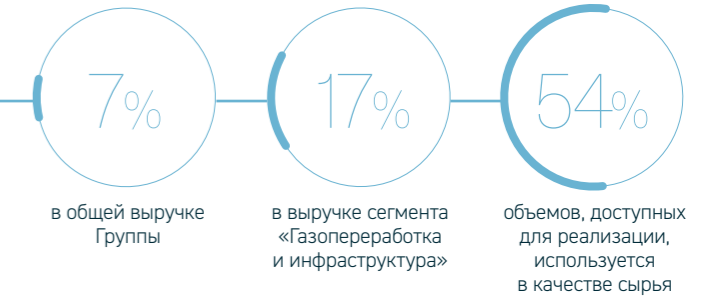 7%
в общей выручке
Группы
17%
в выручке сегмента
«Газопереработка
и инфраструктура»
54%
объемов, доступных
для реализации,
используется
в качестве сырья